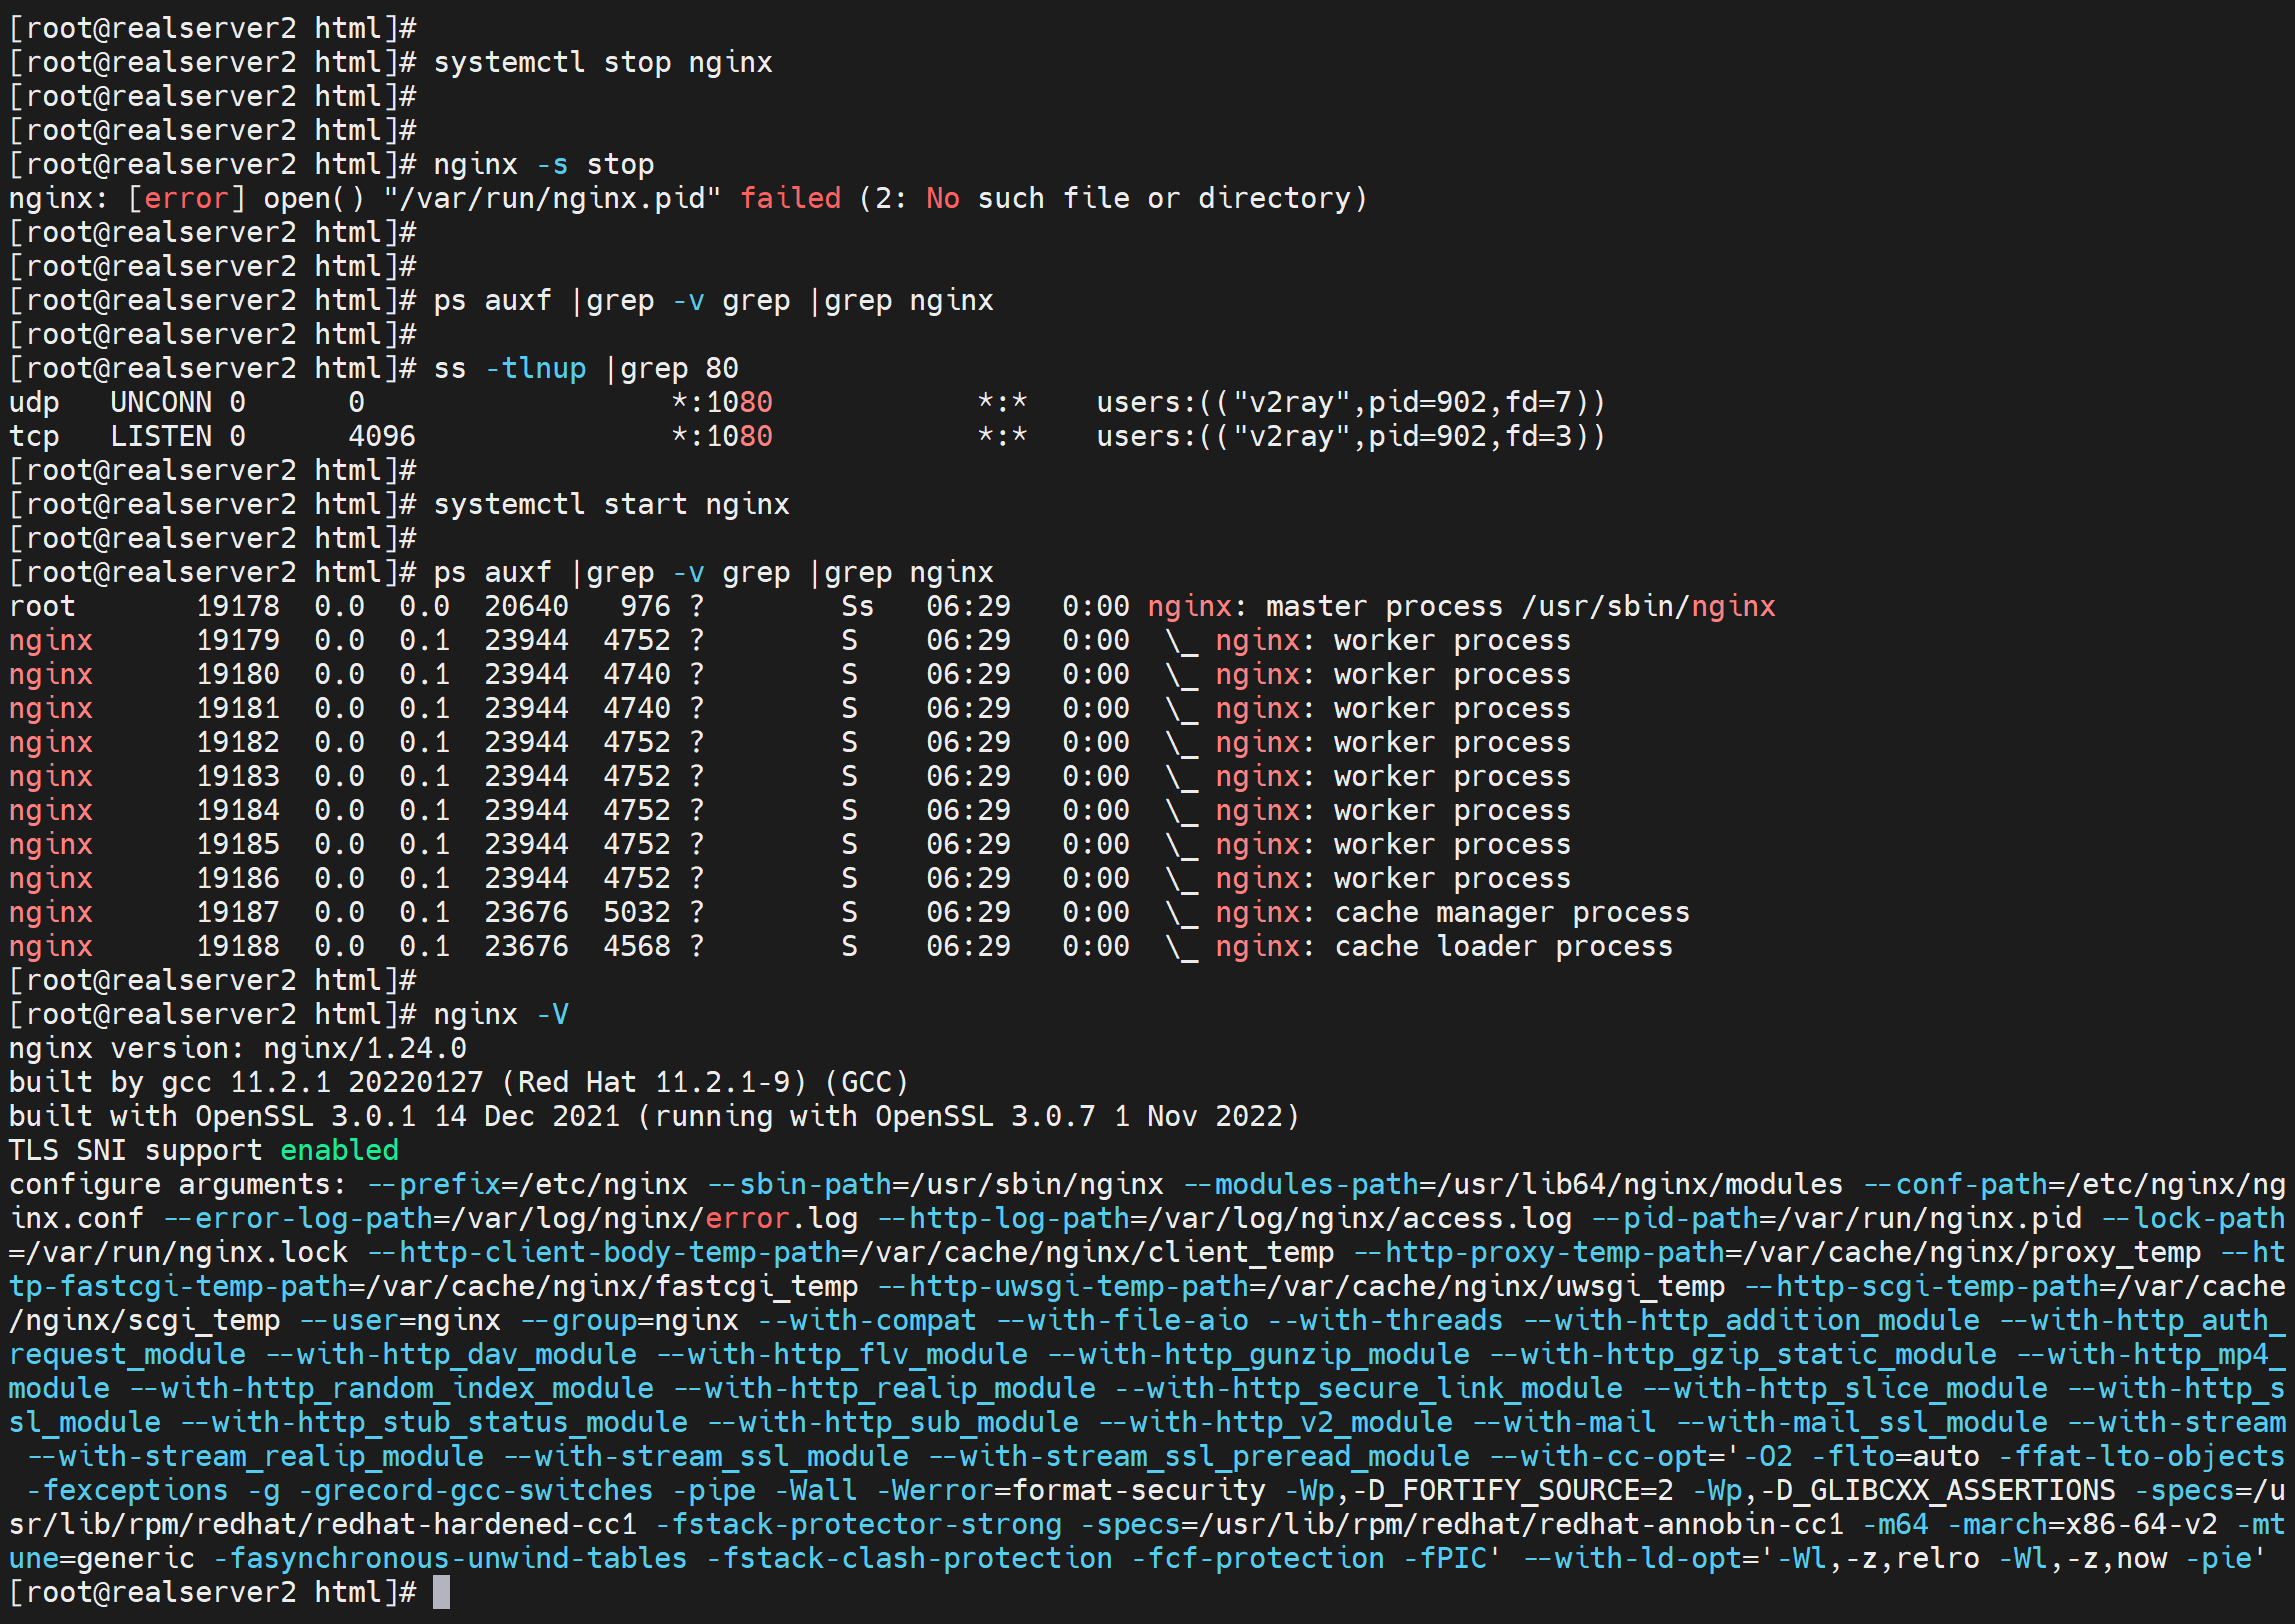 [root@realserver2 html]#
[root@realserver2 html]# systemctl stop nginx
[root@realserver2 html]#
[root@realserver2 html]#
[root@realserver2 html]# nginx -s stop
nginx: [error] open() "/var/run/nginx.pid" failed (2: No such file or directory)
[root@realserver2 html]#
[root@realserver2 html]#
[root@realserver2 html]# ps auxf |grep -v grep |grep nginx
[root@realserver2 html]#
[root@realserver2 html]# ss -tlnup |grep 80
udp   UNCONN 0      0                  *:1080            *:*    users:(("v2ray",pid=902,fd=7))
tcp   LISTEN 0      4096               *:1080            *:*    users:(("v2ray",pid=902,fd=3))
[root@realserver2 html]#
[root@realserver2 html]# systemctl start nginx
[root@realserver2 html]#
[root@realserver2 html]# ps auxf |grep -v grep |grep nginx
root       19178  0.0  0.0  20640   976 ?        Ss   06:29   0:00 nginx: master process /usr/sbin/nginx
nginx      19179  0.0  0.1  23944  4752 ?        S    06:29   0:00  \_ nginx: worker process
nginx      19180  0.0  0.1  23944  4740 ?        S    06:29   0:00  \_ nginx: worker process
nginx      19181  0.0  0.1  23944  4740 ?        S    06:29   0:00  \_ nginx: worker process
nginx      19182  0.0  0.1  23944  4752 ?        S    06:29   0:00  \_ nginx: worker process
nginx      19183  0.0  0.1  23944  4752 ?        S    06:29   0:00  \_ nginx: worker process
nginx      19184  0.0  0.1  23944  4752 ?        S    06:29   0:00  \_ nginx: worker process
nginx      19185  0.0  0.1  23944  4752 ?        S    06:29   0:00  \_ nginx: worker process
nginx      19186  0.0  0.1  23944  4752 ?        S    06:29   0:00  \_ nginx: worker process
nginx      19187  0.0  0.1  23676  5032 ?        S    06:29   0:00  \_ nginx: cache manager process
nginx      19188  0.0  0.1  23676  4568 ?        S    06:29   0:00  \_ nginx: cache loader process
[root@realserver2 html]#
[root@realserver2 html]# nginx -V
nginx version: nginx/1.24.0
built by gcc 11.2.1 20220127 (Red Hat 11.2.1-9) (GCC)
built with OpenSSL 3.0.1 14 Dec 2021 (running with OpenSSL 3.0.7 1 Nov 2022)
TLS SNI support enabled
configure arguments: --prefix=/etc/nginx --sbin-path=/usr/sbin/nginx --modules-path=/usr/lib64/nginx/modules --conf-path=/etc/nginx/ng
inx.conf --error-log-path=/var/log/nginx/error.log --http-log-path=/var/log/nginx/access.log --pid-path=/var/run/nginx.pid --lock-path
=/var/run/nginx.lock --http-client-body-temp-path=/var/cache/nginx/client_temp --http-proxy-temp-path=/var/cache/nginx/proxy_temp --ht
tp-fastcgi-temp-path=/var/cache/nginx/fastcgi_temp --http-uwsgi-temp-path=/var/cache/nginx/uwsgi_temp --http-scgi-temp-path=/var/cache
/nginx/scgi_temp --user=nginx --group=nginx --with-compat --with-file-aio --with-threads --with-http_addition_module --with-http_auth_
request_module --with-http_dav_module --with-http_flv_module --with-http_gunzip_module --with-http_gzip_static_module --with-http_mp4_
module --with-http_random_index_module --with-http_realip_module --with-http_secure_link_module --with-http_slice_module --with-http_s
sl_module --with-http_stub_status_module --with-http_sub_module --with-http_v2_module --with-mail --with-mail_ssl_module --with-stream
 --with-stream_realip_module --with-stream_ssl_module --with-stream_ssl_preread_module --with-cc-opt='-O2 -flto=auto -ffat-lto-objects
 -fexceptions -g -grecord-gcc-switches -pipe -Wall -Werror=format-security -Wp,-D_FORTIFY_SOURCE=2 -Wp,-D_GLIBCXX_ASSERTIONS -specs=/u
sr/lib/rpm/redhat/redhat-hardened-cc1 -fstack-protector-strong -specs=/usr/lib/rpm/redhat/redhat-annobin-cc1 -m64 -march=x86-64-v2 -mt
une=generic -fasynchronous-unwind-tables -fstack-clash-protection -fcf-protection -fPIC' --with-ld-opt='-Wl,-z,relro -Wl,-z,now -pie'
[root@realserver2 html]#